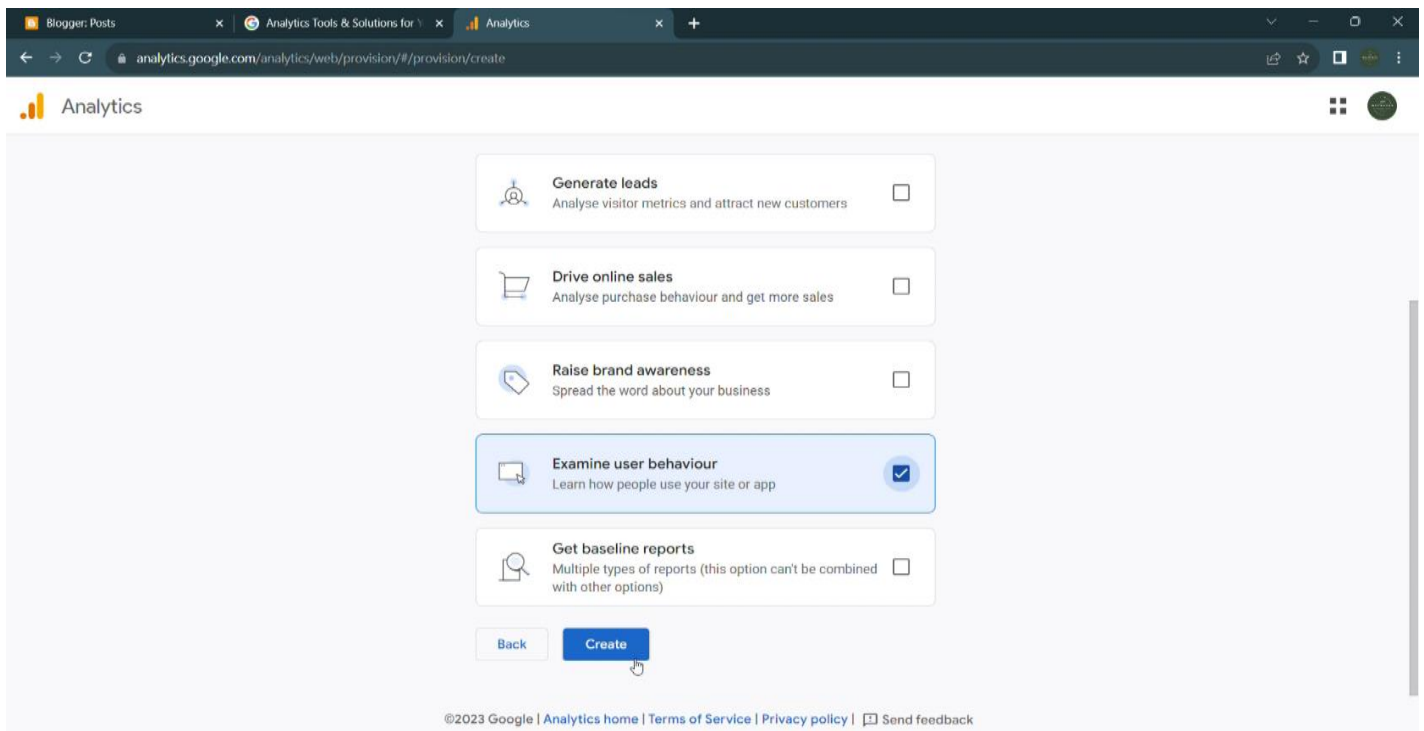 Blogger: Posts
Analytics Tools & Solutions for Y
Analytics
analytics.google.com/analytics/web/provision/#/provision/create
Analytics
Generate leads
Analyse visitor metrics and attract new customers
Drive online sales
Analyse purchase behaviour and get more sales
Raise brand awareness
Spread the word about your business
Examine user behaviour
Learn how people use your site or app
Get baseline reports
Multiple types of reports (this option can't be combined
with other options)
Back
Create
©2023 Google | Analytics home | Terms of Service | Privacy policy | Send feedback